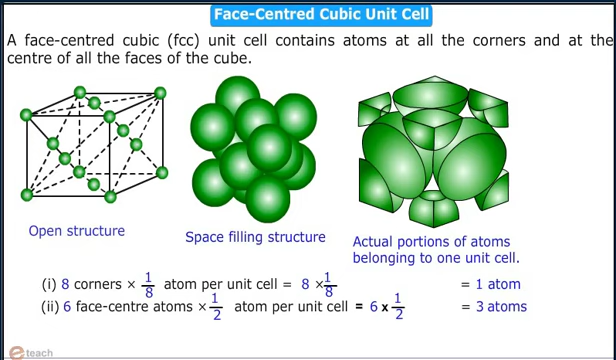 Face-Centred Cubic Unit Cell
A face-centred cubic (fcc) unit cell contains atoms at all the corners and at the
centre of all the faces of the cube.
Open structure
Space filling structure
Actual portions of atoms
belonging to one unit cell.
(i) 8 corners × 1/8 atom per unit cell = 8 × 1/8 = 1 atom
(ii) 6 face-centre atoms × 1/2 atom per unit cell = 6 x 1/2 = 3 atoms
e teach